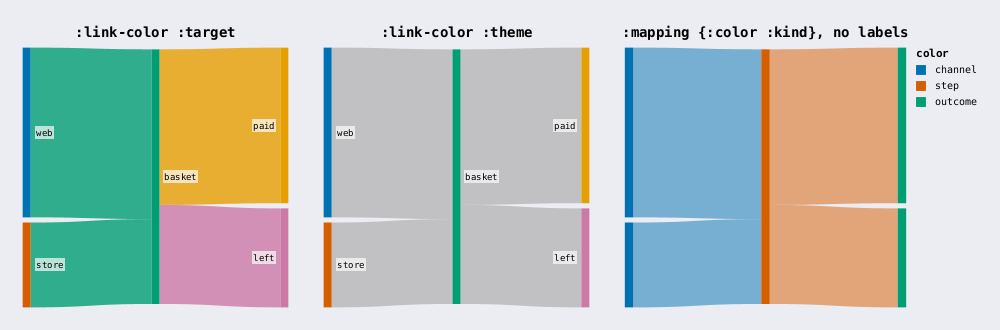 :link-color :target
web
store
basket
paid
left
:link-color :theme
web
store
basket
paid
left
:mapping {:color :kind}, no labels
color
channel
step
outcome